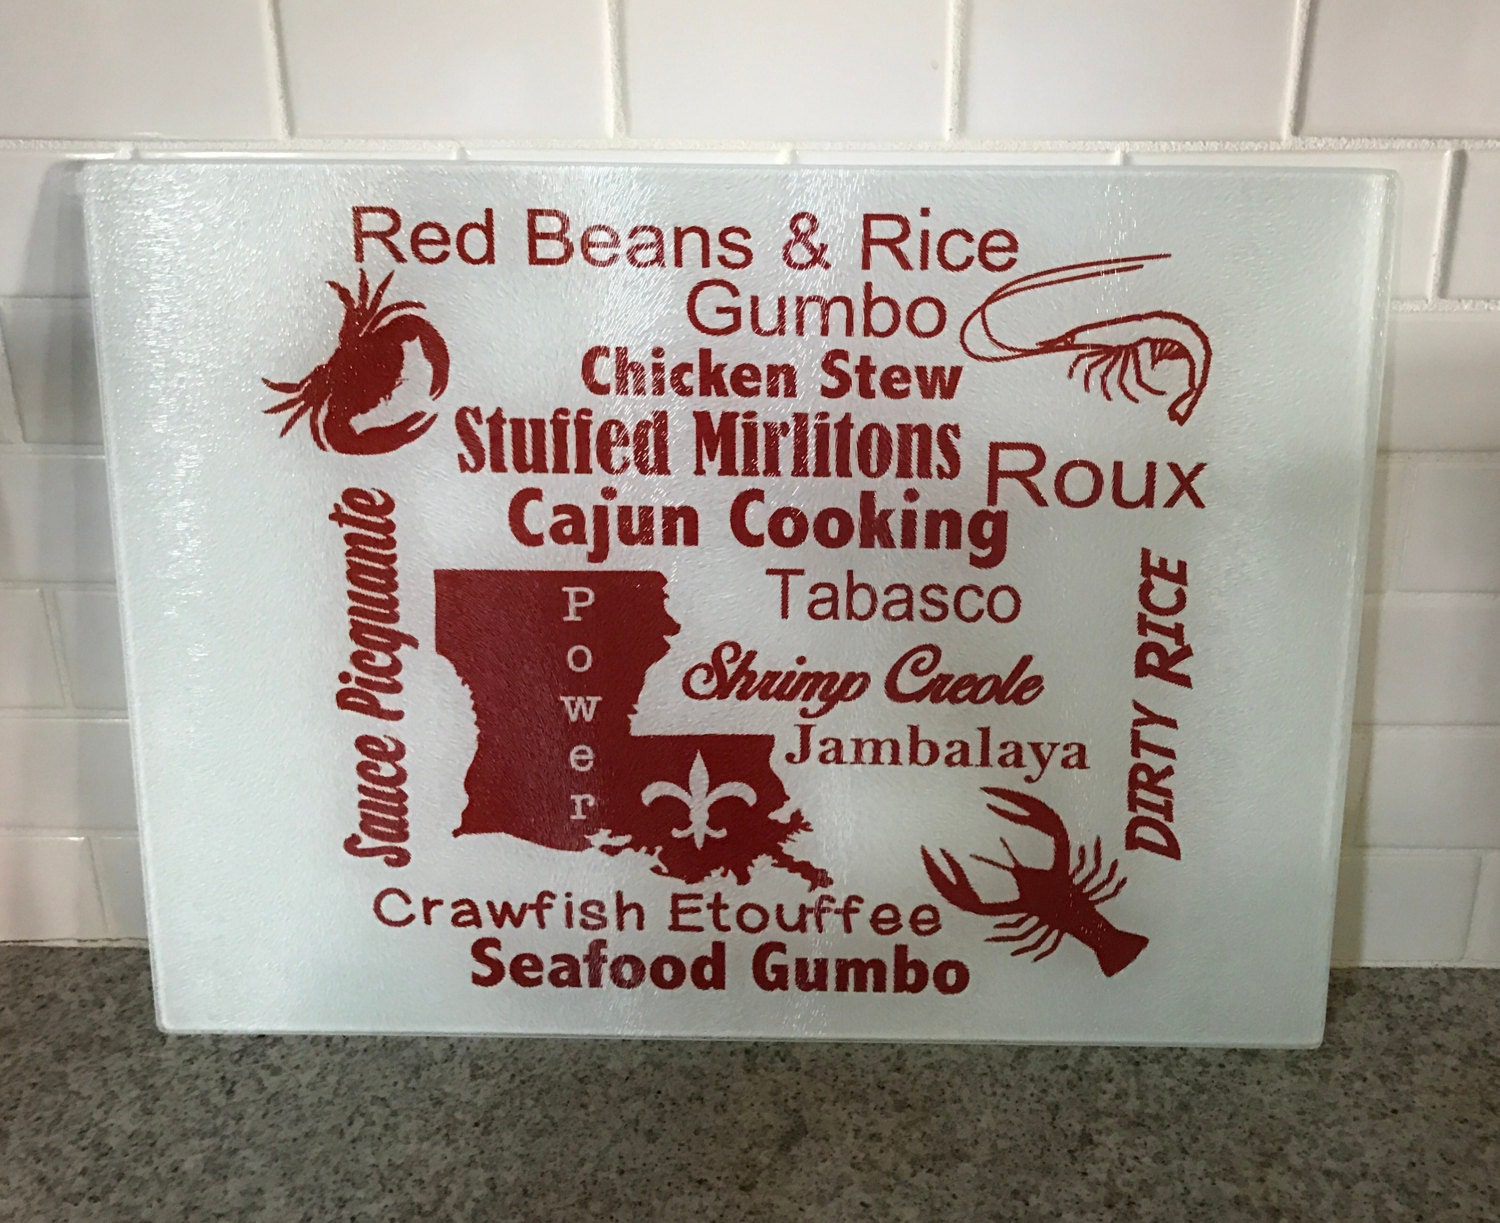 Red Beans & Rice
Gumbo
Chicken Stew
Stuffed Mirlitons
Roux
Cajun Cooking
Sauce Picquante
Power
Tabasco
Shrimp Creole
Jambalaya
DIRTY RICE
Crawfish Etouffee
Seafood Gumbo